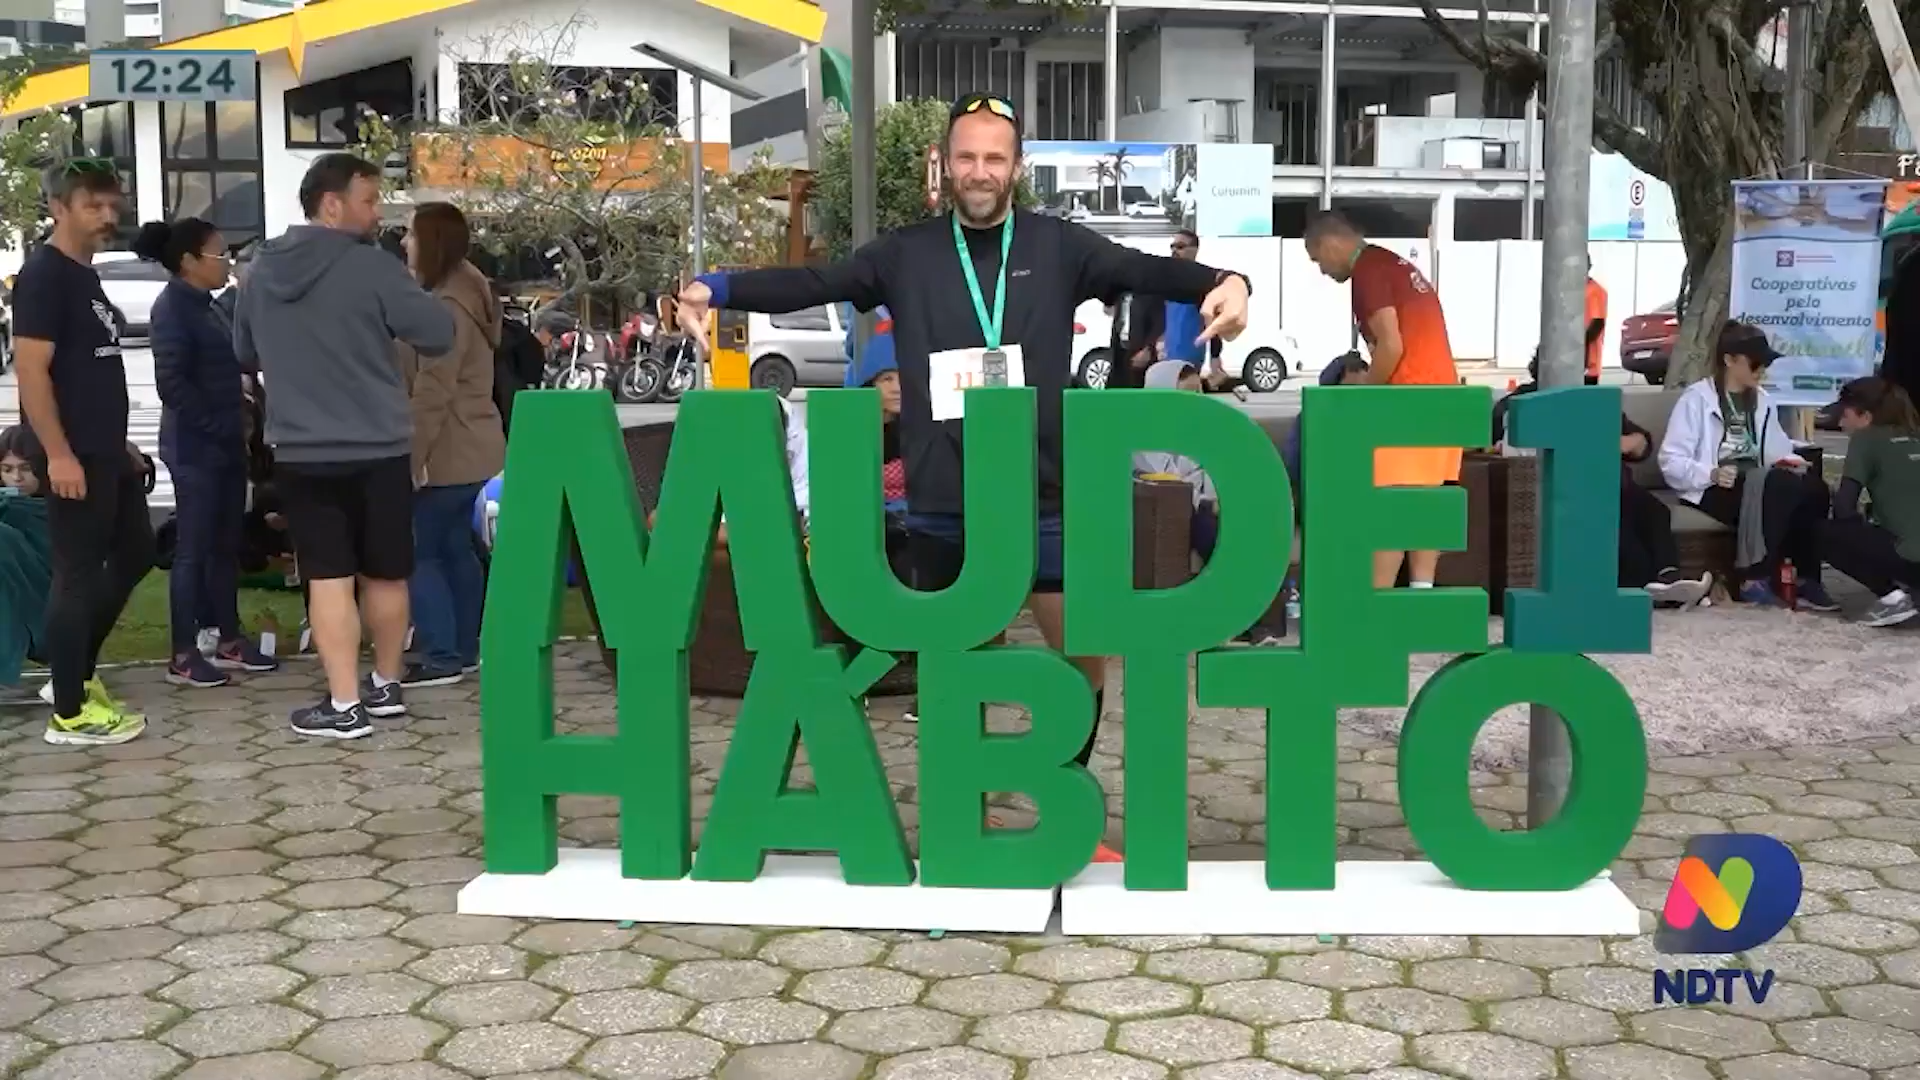 12:24
Curumim
Cooperativas
pelo
desenvolvimento
MUDE1
HÁBITO
NDTV